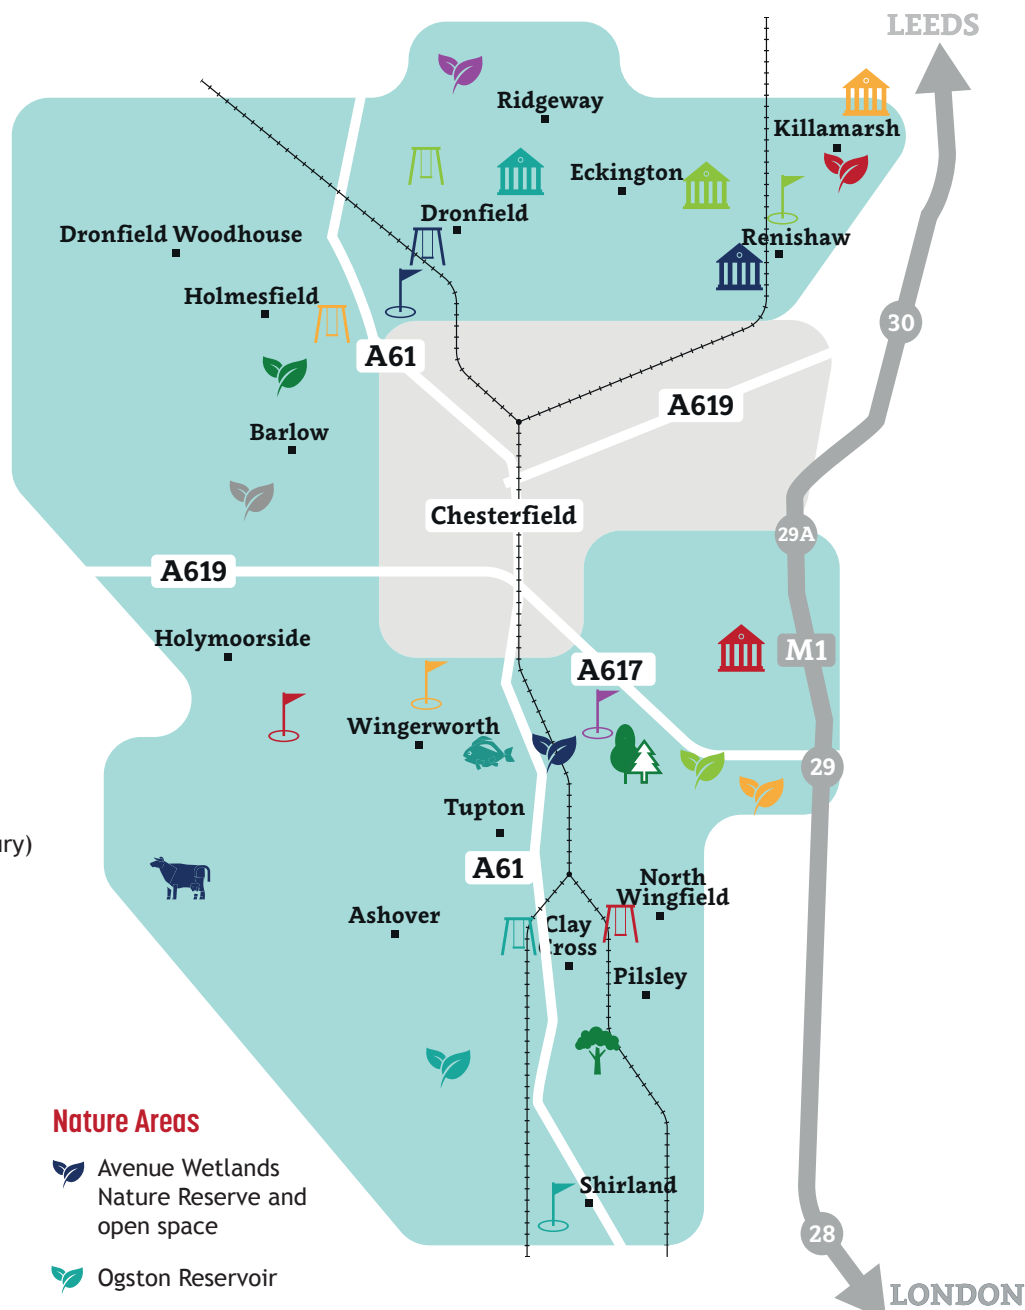 LEEDS
Ridgeway
Killamarsh
Eckington
Dronfield
Dronfield Woodhouse
Renishaw
Holmesfield
30
A61
A619
Barlow
Chesterfield
29A
A619
Holymoorside
M1
A617
Wingerworth
29
Tupton
ury)
A61
North
Wingfield
Ashover
Clay
Cross
Pilsley
Nature Areas
Avenue Wetlands
Nature Reserve and
open space
Shirland
28
Ogston Reservoir
LONDON